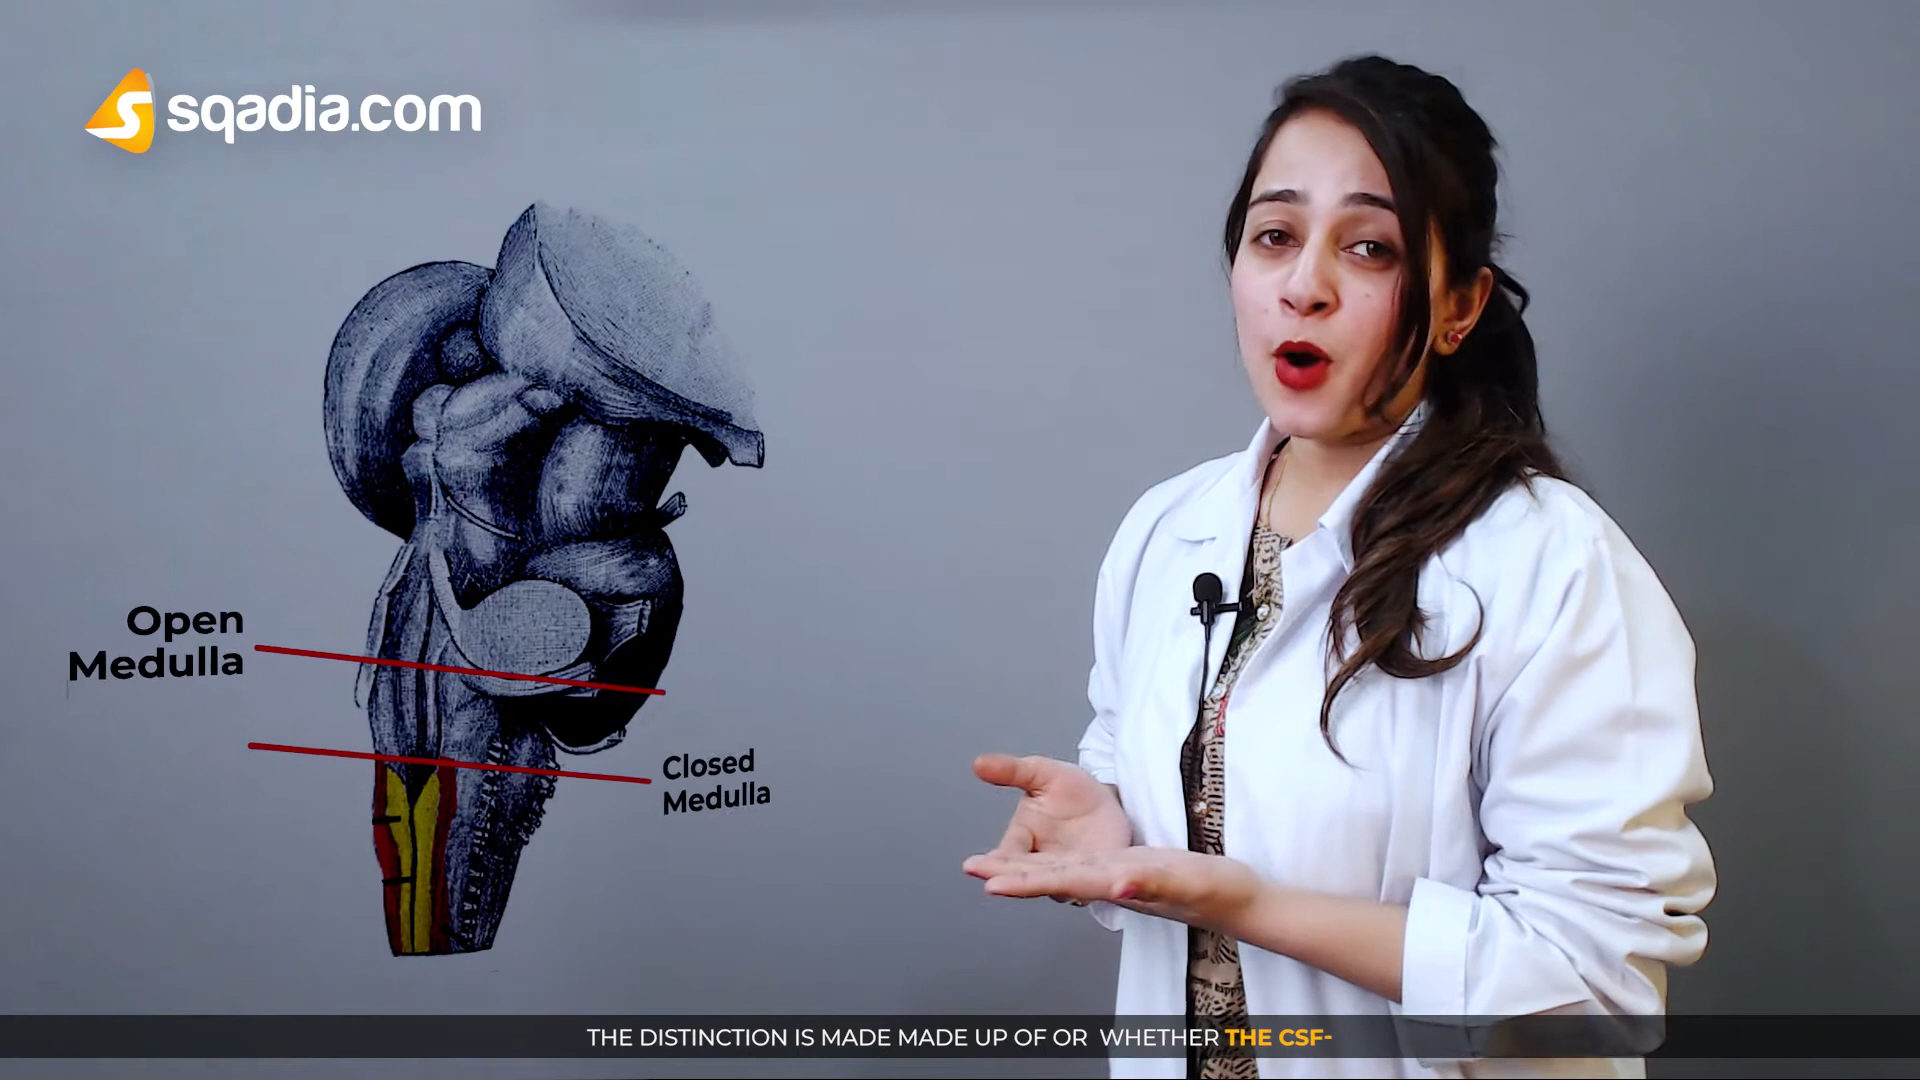 sqadia.com
Open
Medulla
Closed
Medulla
THE DISTINCTION IS MADE MADE UP OF OR WHETHER THE CSF-